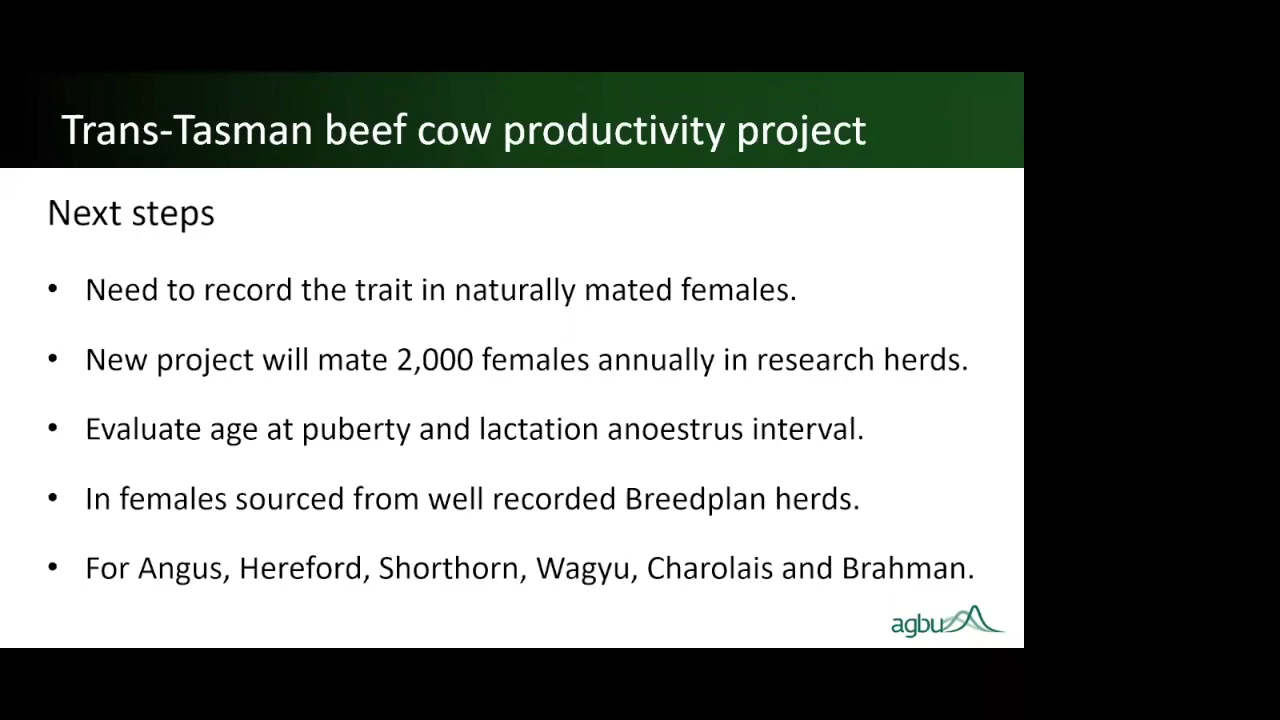 Trans-Tasman beef cow productivity project
Next steps
• Need to record the trait in naturally mated females.
• New project will mate 2,000 females annually in research herds.
• Evaluate age at puberty and lactation anoestrus interval.
• In females sourced from well recorded Breedplan herds.
• For Angus, Hereford, Shorthorn, Wagyu, Charolais and Brahman.
agbu